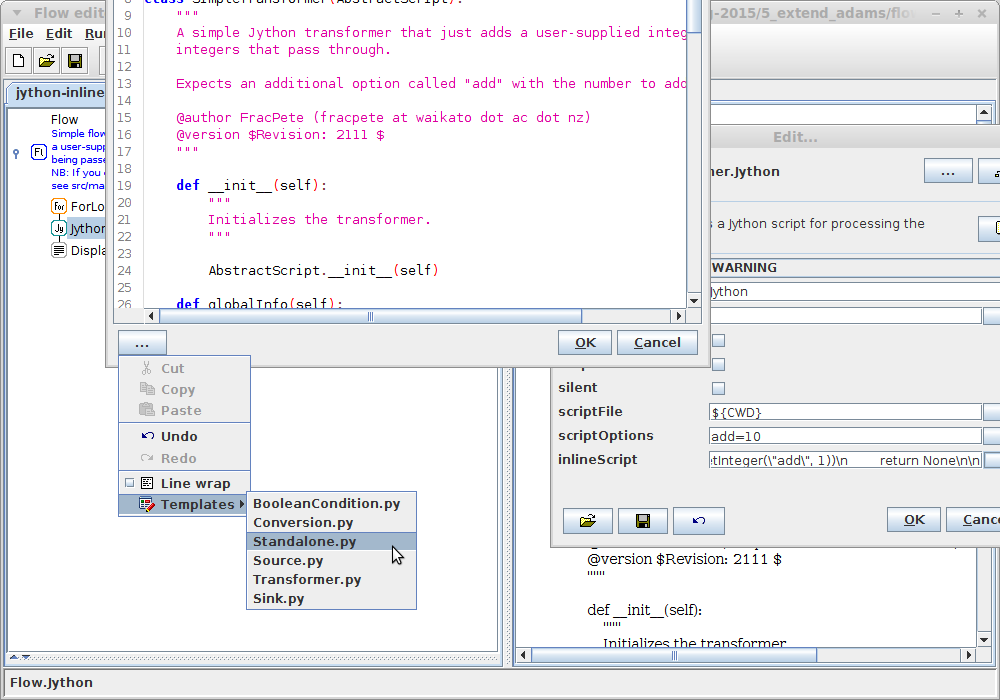 Flow edit
-2015/5_extend_adams/flo
File Edit Ru
jython-inline
Flow
Simple flow
a user-supp
being passe
NB: If you
see src/ma
ForLo
Jython
Displa
class SimpleTransformer(AbstractScript):
9 """
10 A simple Jython transformer that just adds a user-supplied integ
11 integers that pass through.
12
13 Expects an additional option called "add" with the number to add
14
15 @author FracPete (fracpete at waikato dot ac dot nz)
16 @version $Revision: 2111 $
17 """
18
19 def __init__(self):
20 """
21 Initializes the transformer.
22 """
23
24 AbstractScript.__init__(self)
25
26 def globalInfo(self):
...
OK
Cancel
Cut
Copy
Paste
Undo
Redo
Line wrap
Templates
BooleanCondition.py
Conversion.py
Standalone.py
Source.py
Transformer.py
Sink.py
Edit...
ner.Jython
...
s a Jython script for processing the
WARNING
Jython
silent
scriptFile ${CWD}
scriptOptions add=10
inlineScript etInteger(\"add\", 1))\n return None\n\n
OK
Cance
@version $Revision: 2111 $
"""
def __init__(self):
"""
Initializes the transformer.
Flow.Jython